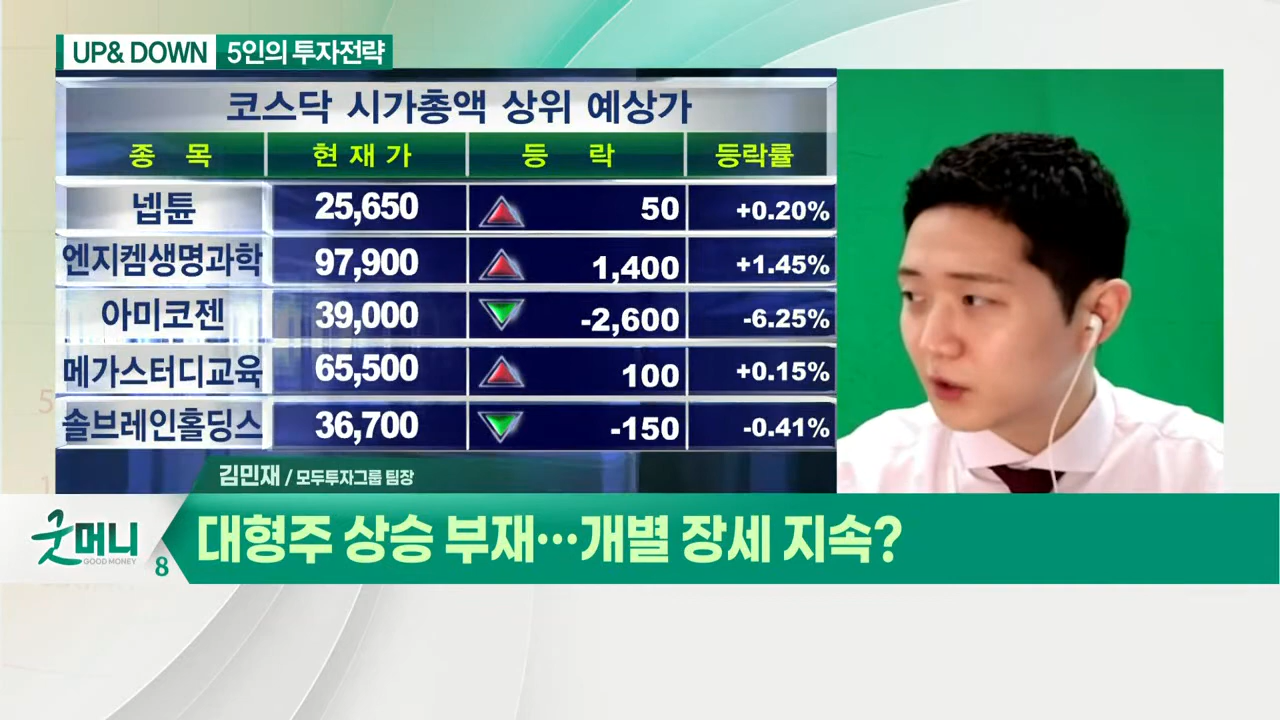 UP& DOWN 5인의 투자전략
코스닥 시가총액 상위 예상가
종 목 현 재 가 등 락 등락률
넵튠 25,650 50 +0.20%
엔지켐생명과학 97,900 1,400 +1.45%
아미코젠 39,000 -2,600 -6.25%
메가스터디교육 65,500 100 +0.15%
솔브레인홀딩스 36,700 -150 -0.41%
김민재 / 모두투자그룹 팀장
굿머니
GOOD MONEY
8
대형주 상승 부재…개별 장세 지속?
5
1